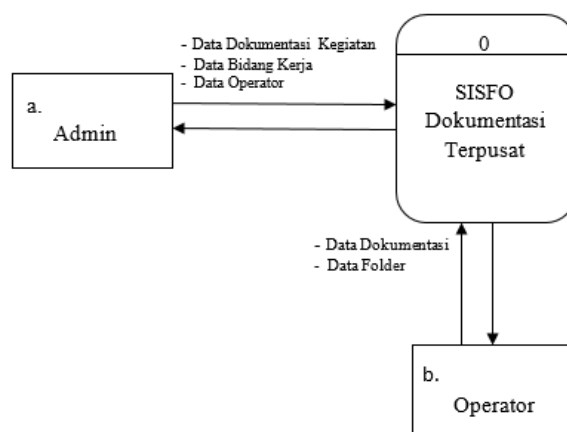 - Data Dokumentasi Kegiatan
- Data Bidang Kerja
- Data Operator
a.
Admin
0
SISFO
Dokumentasi
Terpusat
- Data Dokumentasi
- Data Folder
b.
Operator